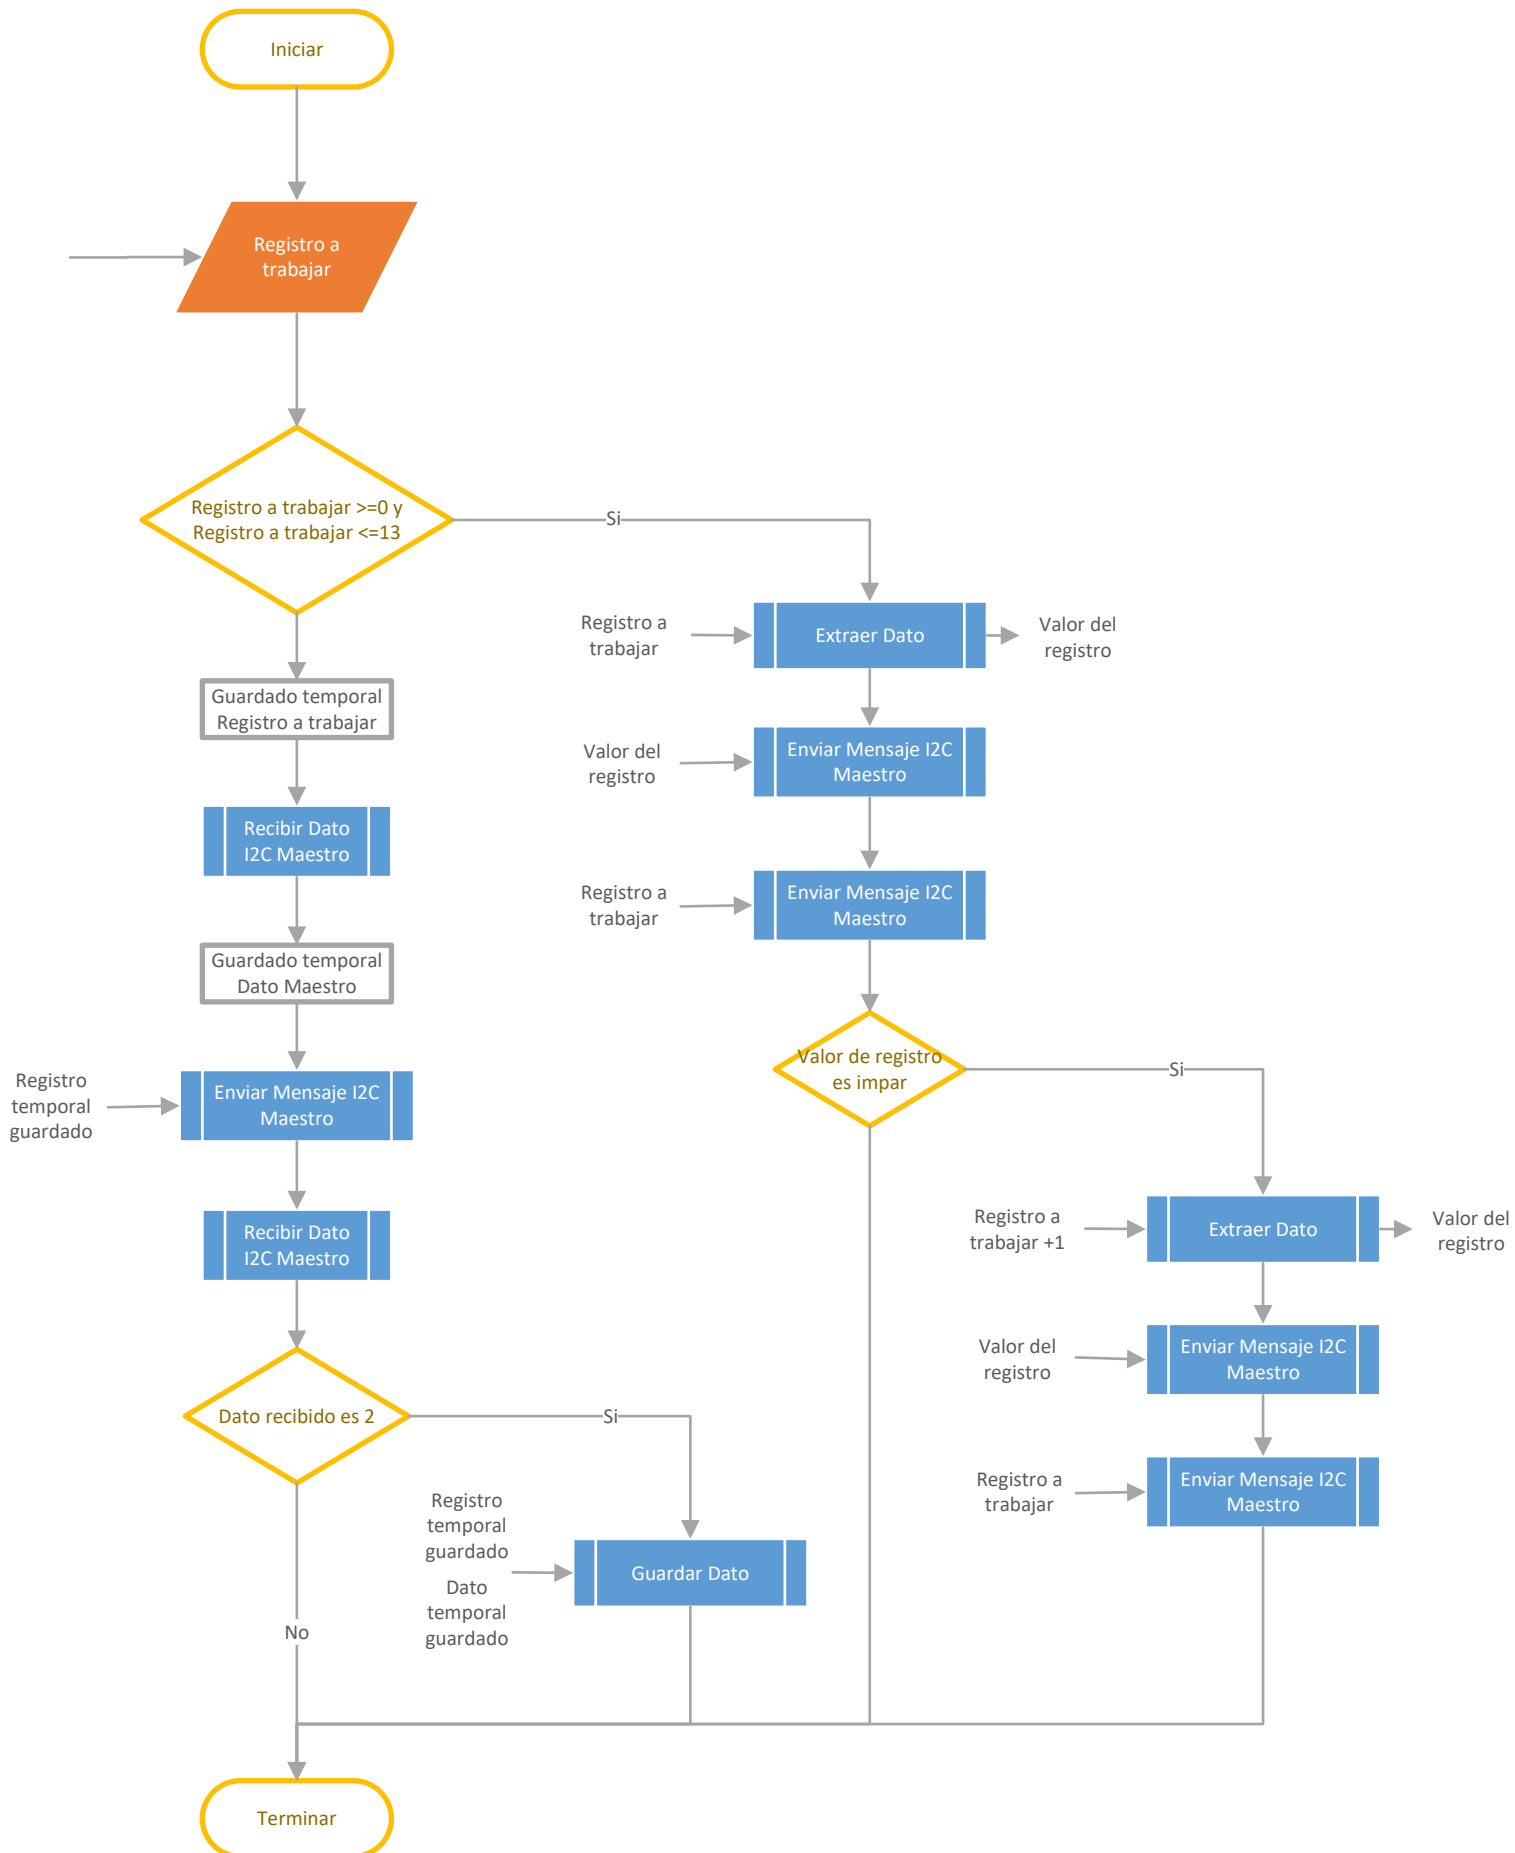 Iniciar
Registro a
trabajar
Registro a trabajar >=0 y
Registro a trabajar <=13
Si
Guardado temporal
Registro a trabajar
Recibir Dato
I2C Maestro
Guardado temporal
Dato Maestro
Registro
temporal
guardado
Enviar Mensaje I2C
Maestro
Recibir Dato
I2C Maestro
Dato recibido es 2
Si
No
Registro
temporal
guardado
Dato
temporal
guardado
Guardar Dato
Registro a
trabajar
Extraer Dato
Valor del
registro
Valor del
registro
Enviar Mensaje I2C
Maestro
Registro a
trabajar
Enviar Mensaje I2C
Maestro
Valor de registro
es impar
Si
Registro a
trabajar +1
Extraer Dato
Valor del
registro
Valor del
registro
Enviar Mensaje I2C
Maestro
Registro a
trabajar
Enviar Mensaje I2C
Maestro
Terminar